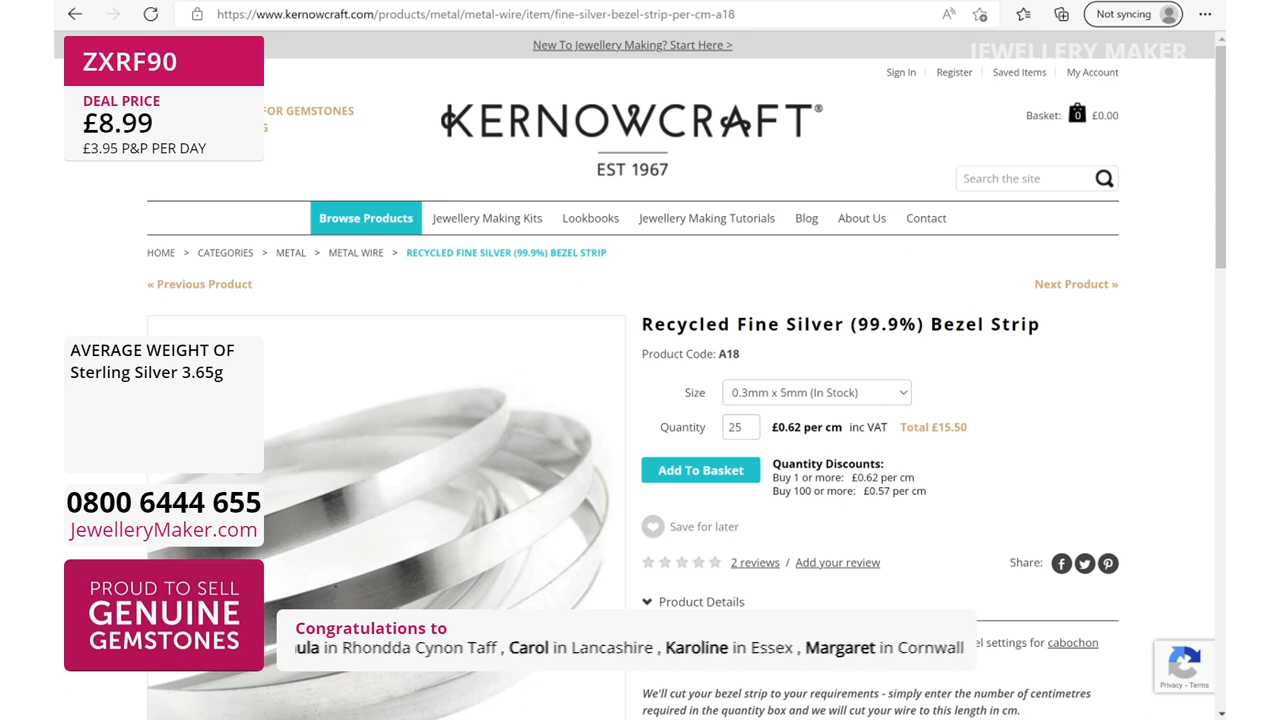 https://www.kernowcraft.com/products/metal/metal-wire/item/fine-silver-bezel-strip-per-cm-a18
Not syncing
New To Jewellery Making? Start Here >
JEWELLERY MAKER
ZXRF90
DEAL PRICE
£8.99
£3.95 P&P PER DAY
FOR GEMSTONES
Sign In
Register
Saved Items
My Account
KERNOWCRAFT®
EST 1967
Basket: 0 £0.00
Search the site
Browse Products
Jewellery Making Kits
Lookbooks
Jewellery Making Tutorials
Blog
About Us
Contact
HOME > CATEGORIES > METAL > METAL WIRE > RECYCLED FINE SILVER (99.9%) BEZEL STRIP
« Previous Product
Next Product »
Recycled Fine Silver (99.9%) Bezel Strip
Product Code: A18
Size 0.3mm x 5mm (In Stock)
Quantity 25 £0.62 per cm inc VAT Total £15.50
Add To Basket
Quantity Discounts:
Buy 1 or more: £0.62 per cm
Buy 100 or more: £0.57 per cm
Save for later
2 reviews / Add your review
Share:
Product Details
el settings for cabochon
We'll cut your bezel strip to your requirements - simply enter the number of centimetres
required in the quantity box and we will cut your wire to this length in cm.
AVERAGE WEIGHT OF
Sterling Silver 3.65g
0800 6444 655
JewelleryMaker.com
PROUD TO SELL
GENUINE
GEMSTONES
Congratulations to
ula in Rhondda Cynon Taff , Carol in Lancashire , Karoline in Essex , Margaret in Cornwall
Privacy - Terms